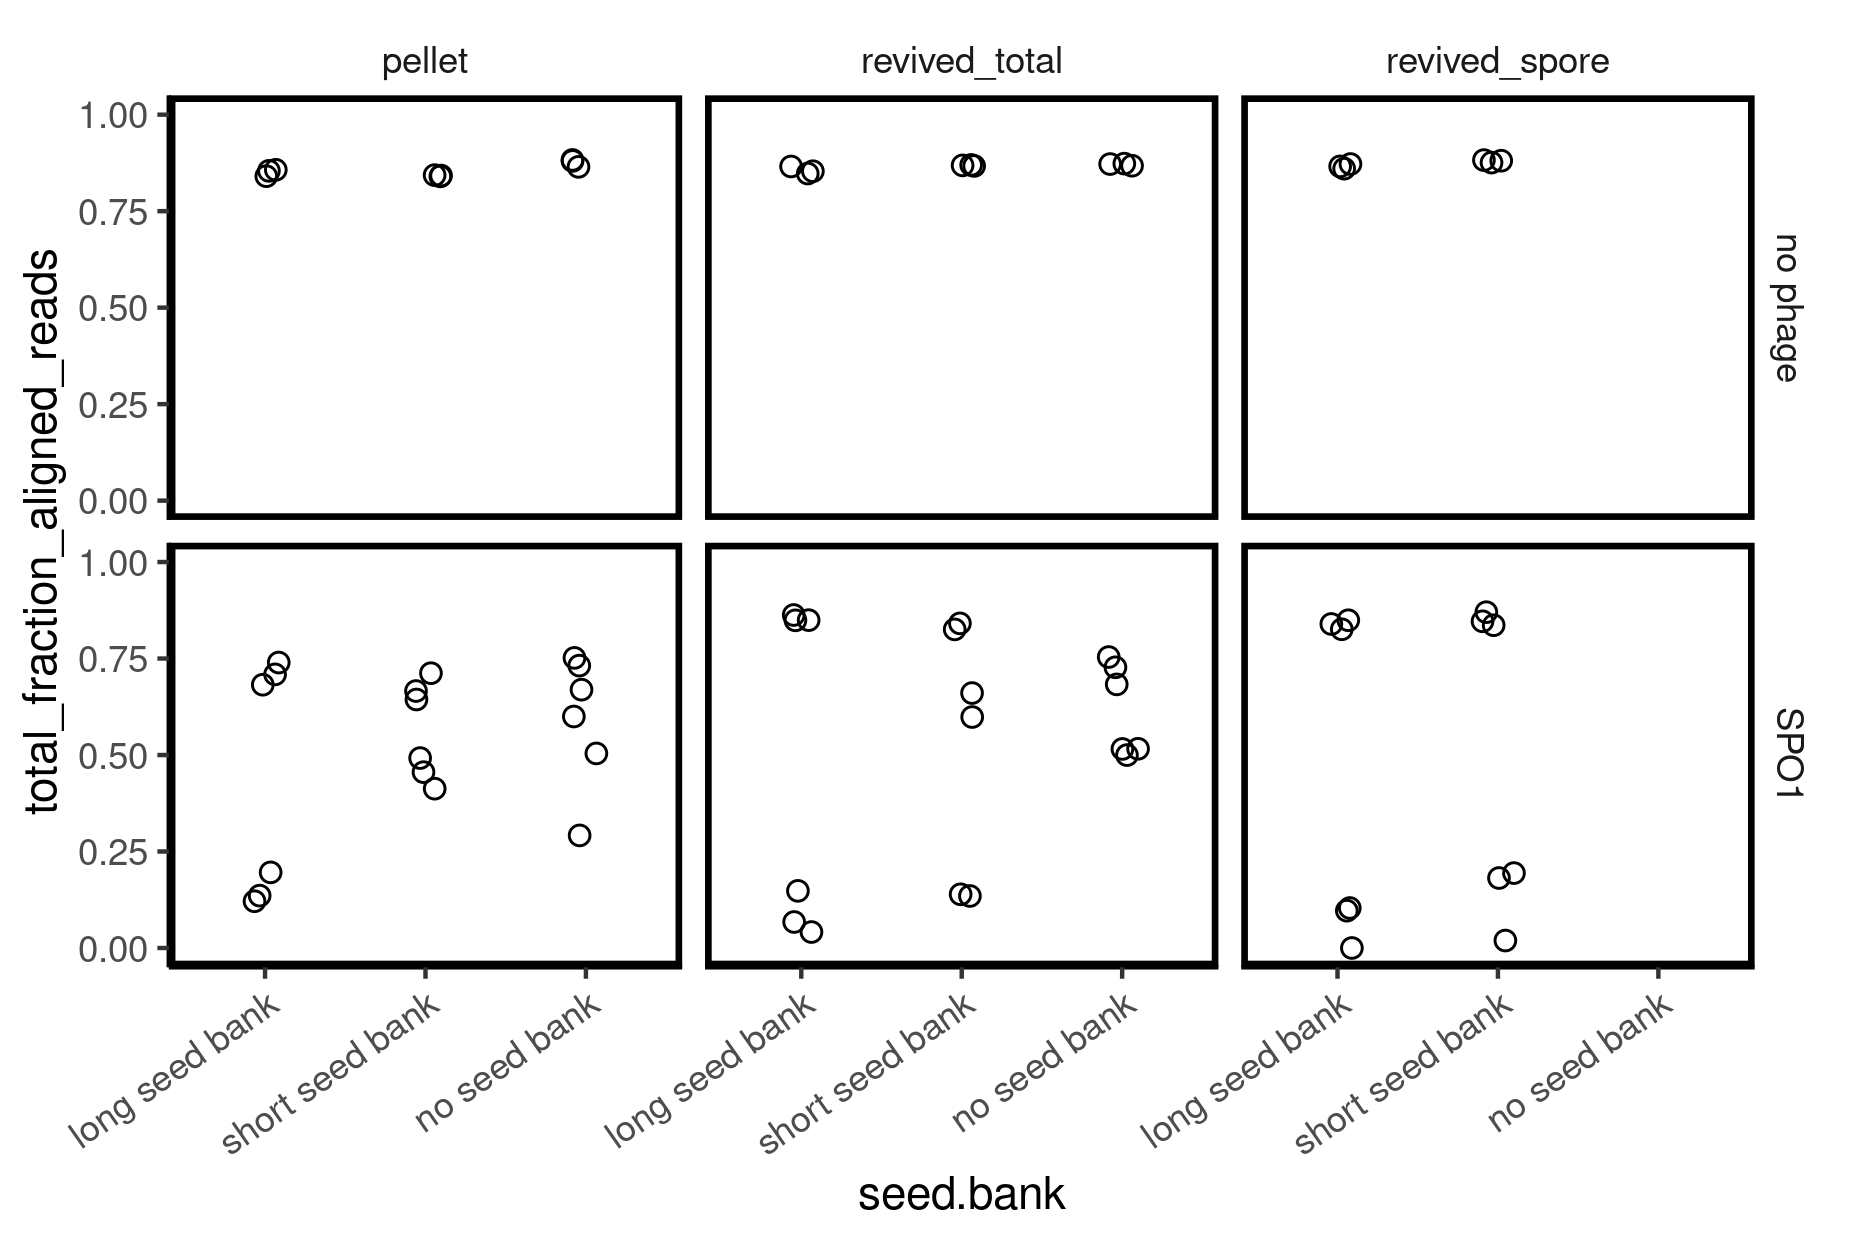 pellet
revived_total
revived_spore
total_fraction_aligned_reads
1.00
0.75
0.50
0.25
0.00
no phage
1.00
0.75
0.50
0.25
0.00
SPO1
long seed bank
short seed bank
no seed bank
long seed bank
short seed bank
no seed bank
long seed bank
short seed bank
no seed bank
seed.bank